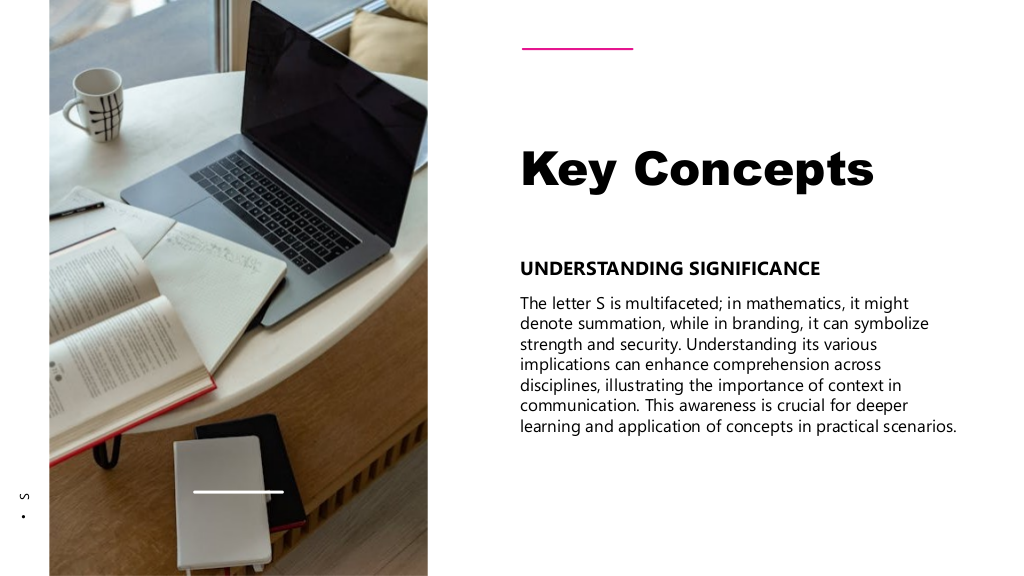 Key Concepts
UNDERSTANDING SIGNIFICANCE
The letter S is multifaceted; in mathematics, it might
denote summation, while in branding, it can symbolize
strength and security. Understanding its various
implications can enhance comprehension across
disciplines, illustrating the importance of context in
communication. This awareness is crucial for deeper
learning and application of concepts in practical scenarios.
• S